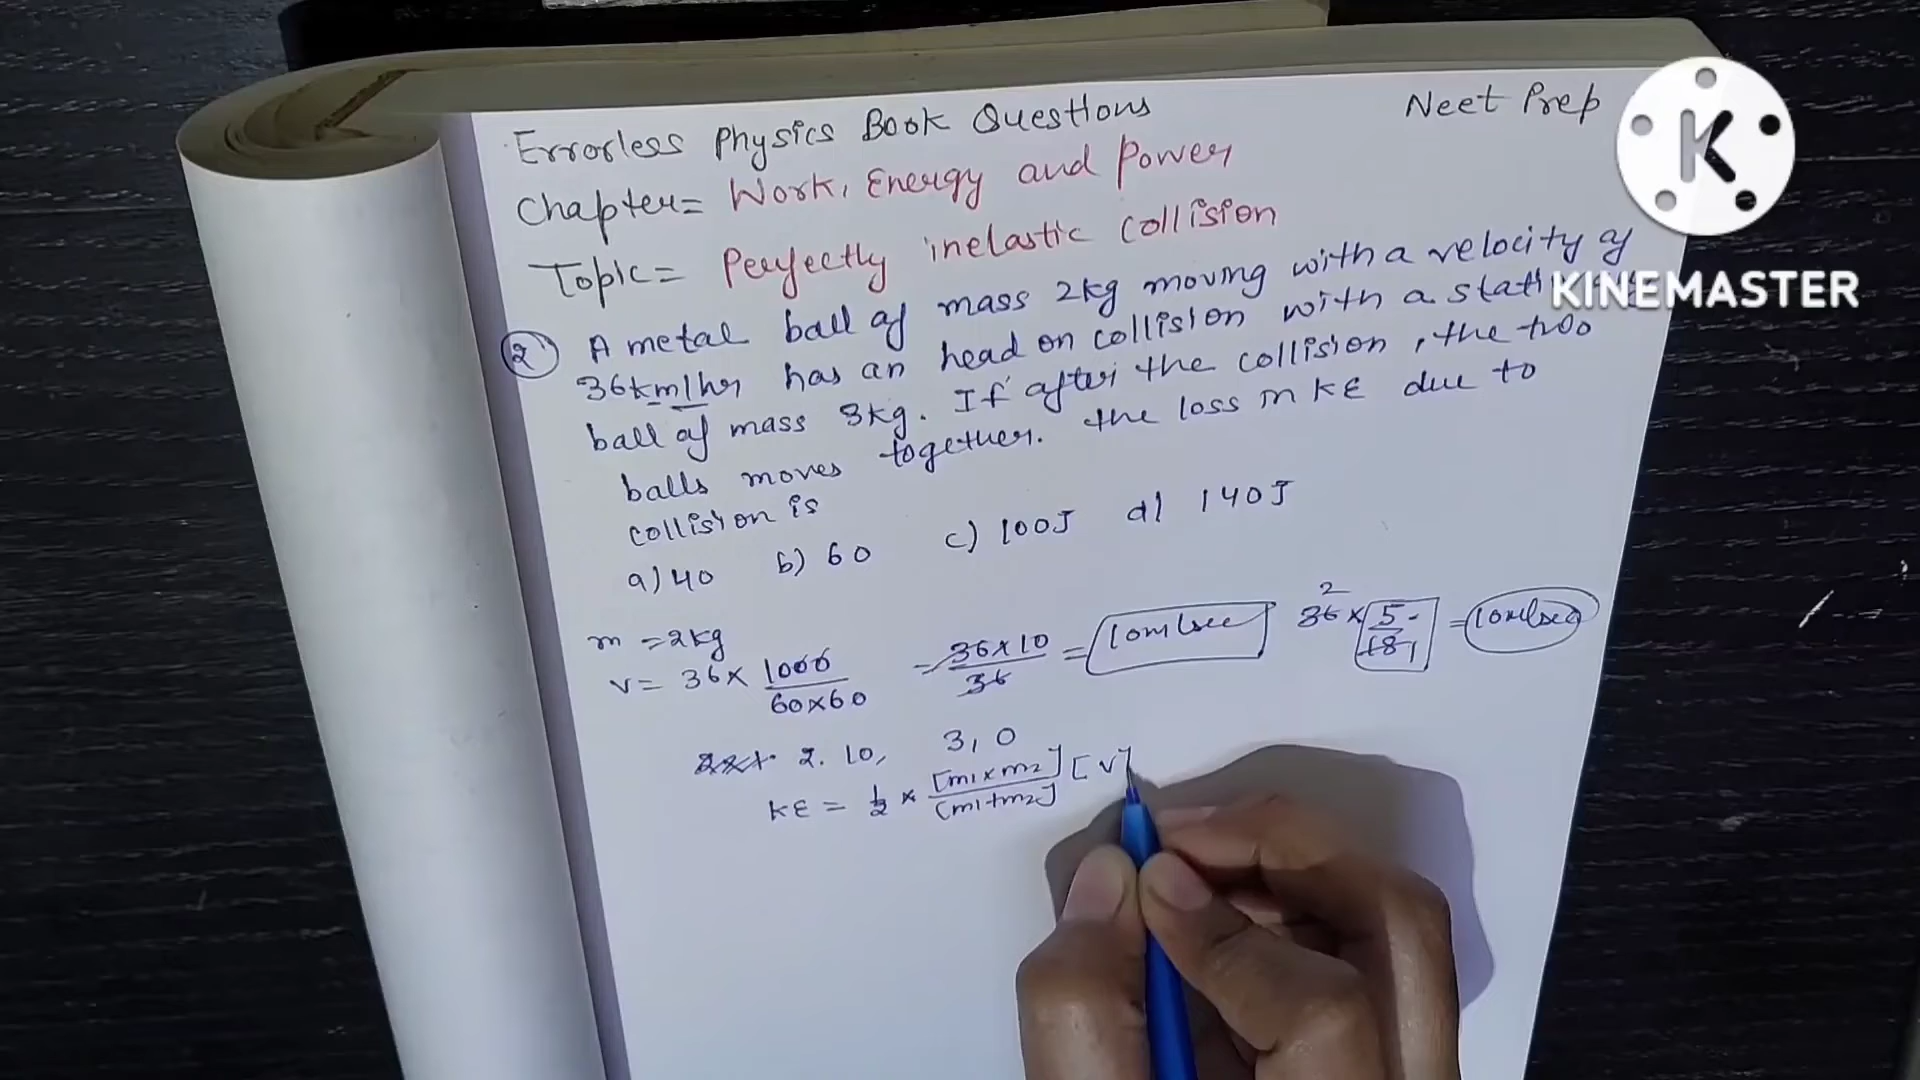 Errorless Physics Book Questions Neet Prep
Chapter= Work, Energy and Power
Topic= Perfectly inelastic collision
2 A metal ball of mass 2kg moving with a velocity of
36km/hr has an head on collision with a
ball of mass 3kg. If after the collision, the two
balls moves together. the loss in KE due to
collision is
a) 40 b) 60 c) 100J d) 140J
m = 2kg
v= 36 × 1000/60×60 = 36×10/36 = 10m/sec 36 2 × 5/18 1 = 10m/sec
2. 10, 3, 0
KE = 1/2 × [m1 × m2]/[m1+m2] [v]
K
KINEMASTER